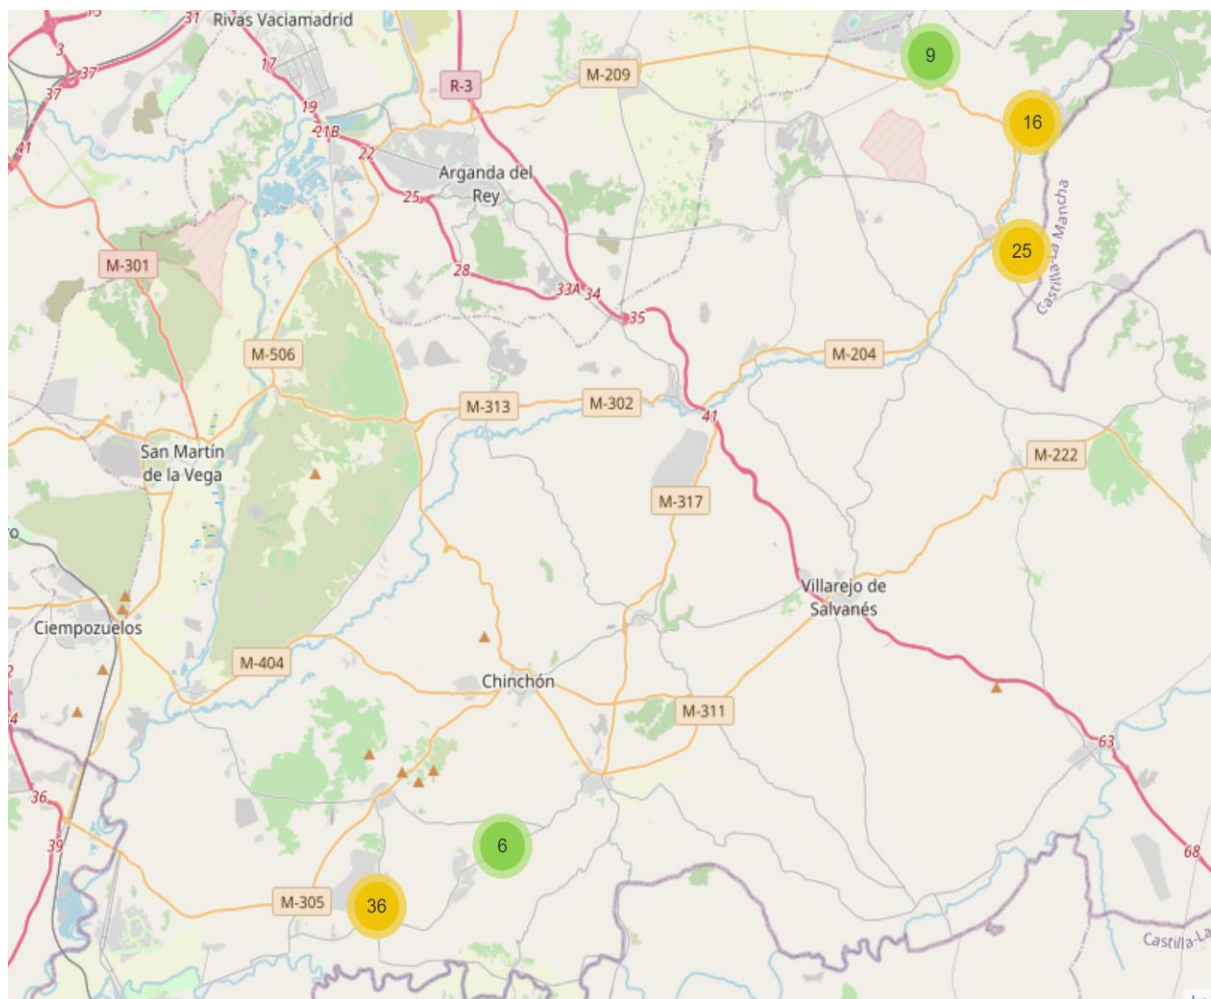 15
31
Rivas Vaciamadrid
3
37
17
R-3
M-209
9
37
19
21B
16
41
22
Arganda del
Rey
25
Castilla-La Mancha
25
M-301
28
33A
34
35
M-506
M-204
M-313
M-302
41
San Martín
de la Vega
M-222
M-317
ro
Villarejo de
Salvanés
Ciempozuelos
M-404
Chinchón
M-311
63
36
39
6
68
M-305
36
Castilla-La